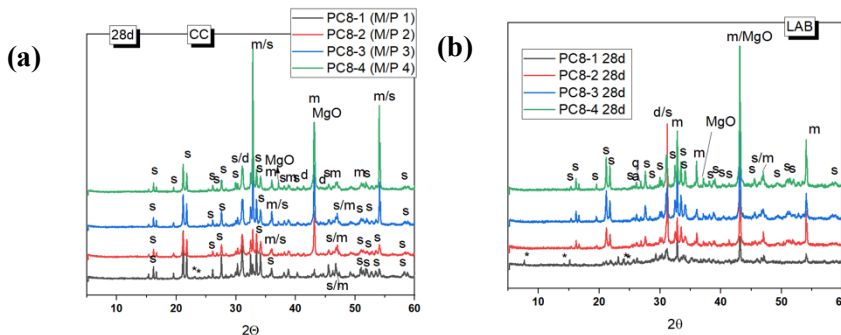 (a)
28d
CC
PC8-1 (M/P 1)
PC8-2 (M/P 2)
PC8-3 (M/P 3)
PC8-4 (M/P 4)
m/s
m
MgO
m/s
s
s
s
s
s/d
s
s
MgO
m
s
m
s
d
d
s
m
m
s
s
s
s
s
s
m/s
s/m
s
s
s
s
s
m/s
s/m
s
s
s
s
s
s
s
s
s
s
s
**
s/m
10
20
30
40
50
60
2Θ
(b)
LAB
PC8-1 28d
PC8-2 28d
PC8-3 28d
PC8-4 28d
m/MgO
d/s
m
MgO
s
s
s
s
s
q
a
s
s
s
s
m
s
s
s
s
s
s/m
s
s
s
m
s
*
*
**
10
20
30
40
50
60
2θ